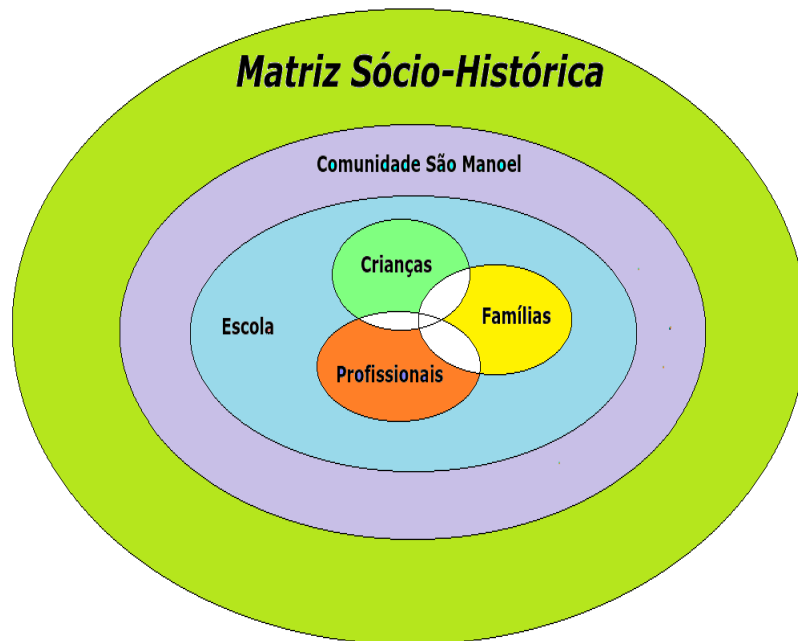 Matriz Sócio-Histórica
Comunidade São Manoel
Crianças
Famílias
Escola
Profissionais